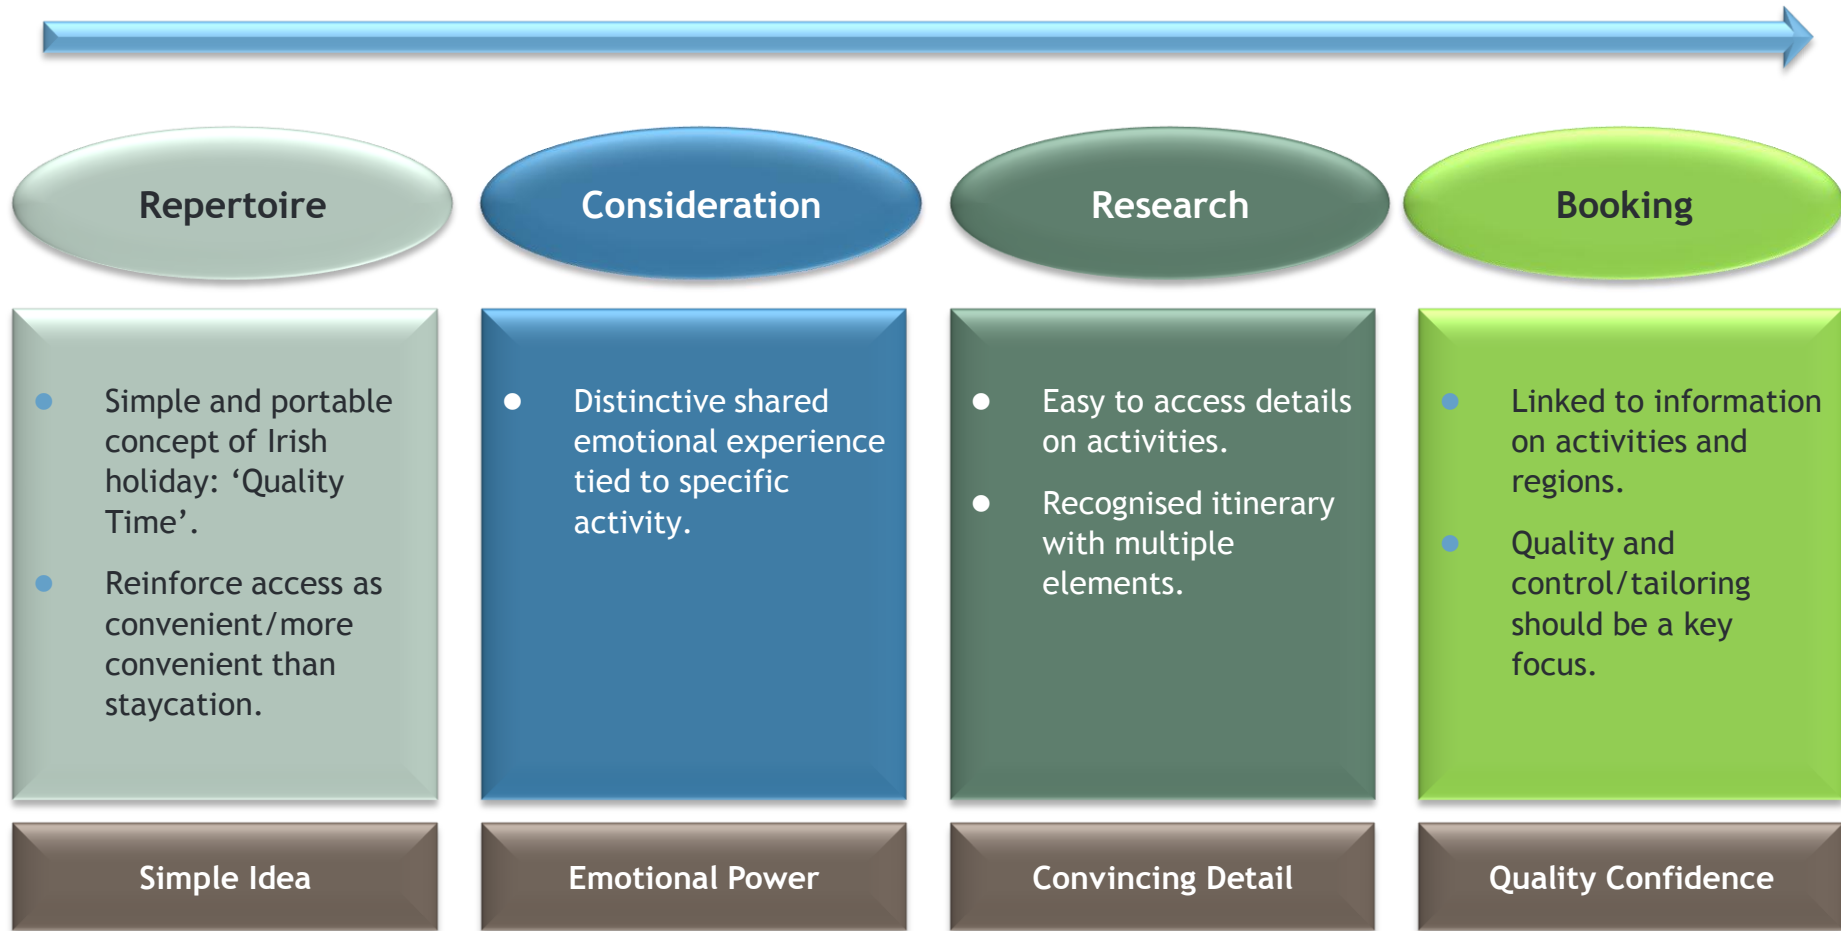 Repertoire
Consideration
Research
Booking
● Simple and portable
concept of Irish
holiday: ‘Quality
Time’.
● Reinforce access as
convenient/more
convenient than
staycation.
● Distinctive shared
emotional experience
tied to specific
activity.
● Easy to access details
on activities.
● Recognised itinerary
with multiple
elements.
● Linked to information
on activities and
regions.
● Quality and
control/tailoring
should be a key
focus.
Simple Idea
Emotional Power
Convincing Detail
Quality Confidence